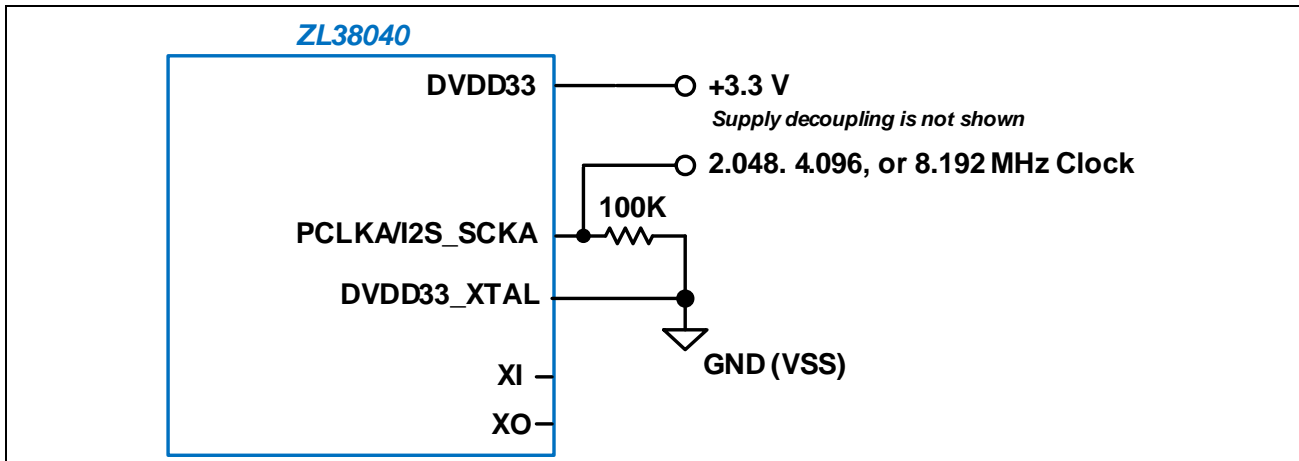 ZL38040
DVDD33
+3.3 V
Supply decoupling is not shown
2.048. 4.096, or 8.192 MHz Clock
100K
PCLKA/I2S_SCKA
DVDD33_XTAL
GND (VSS)
XI
XO